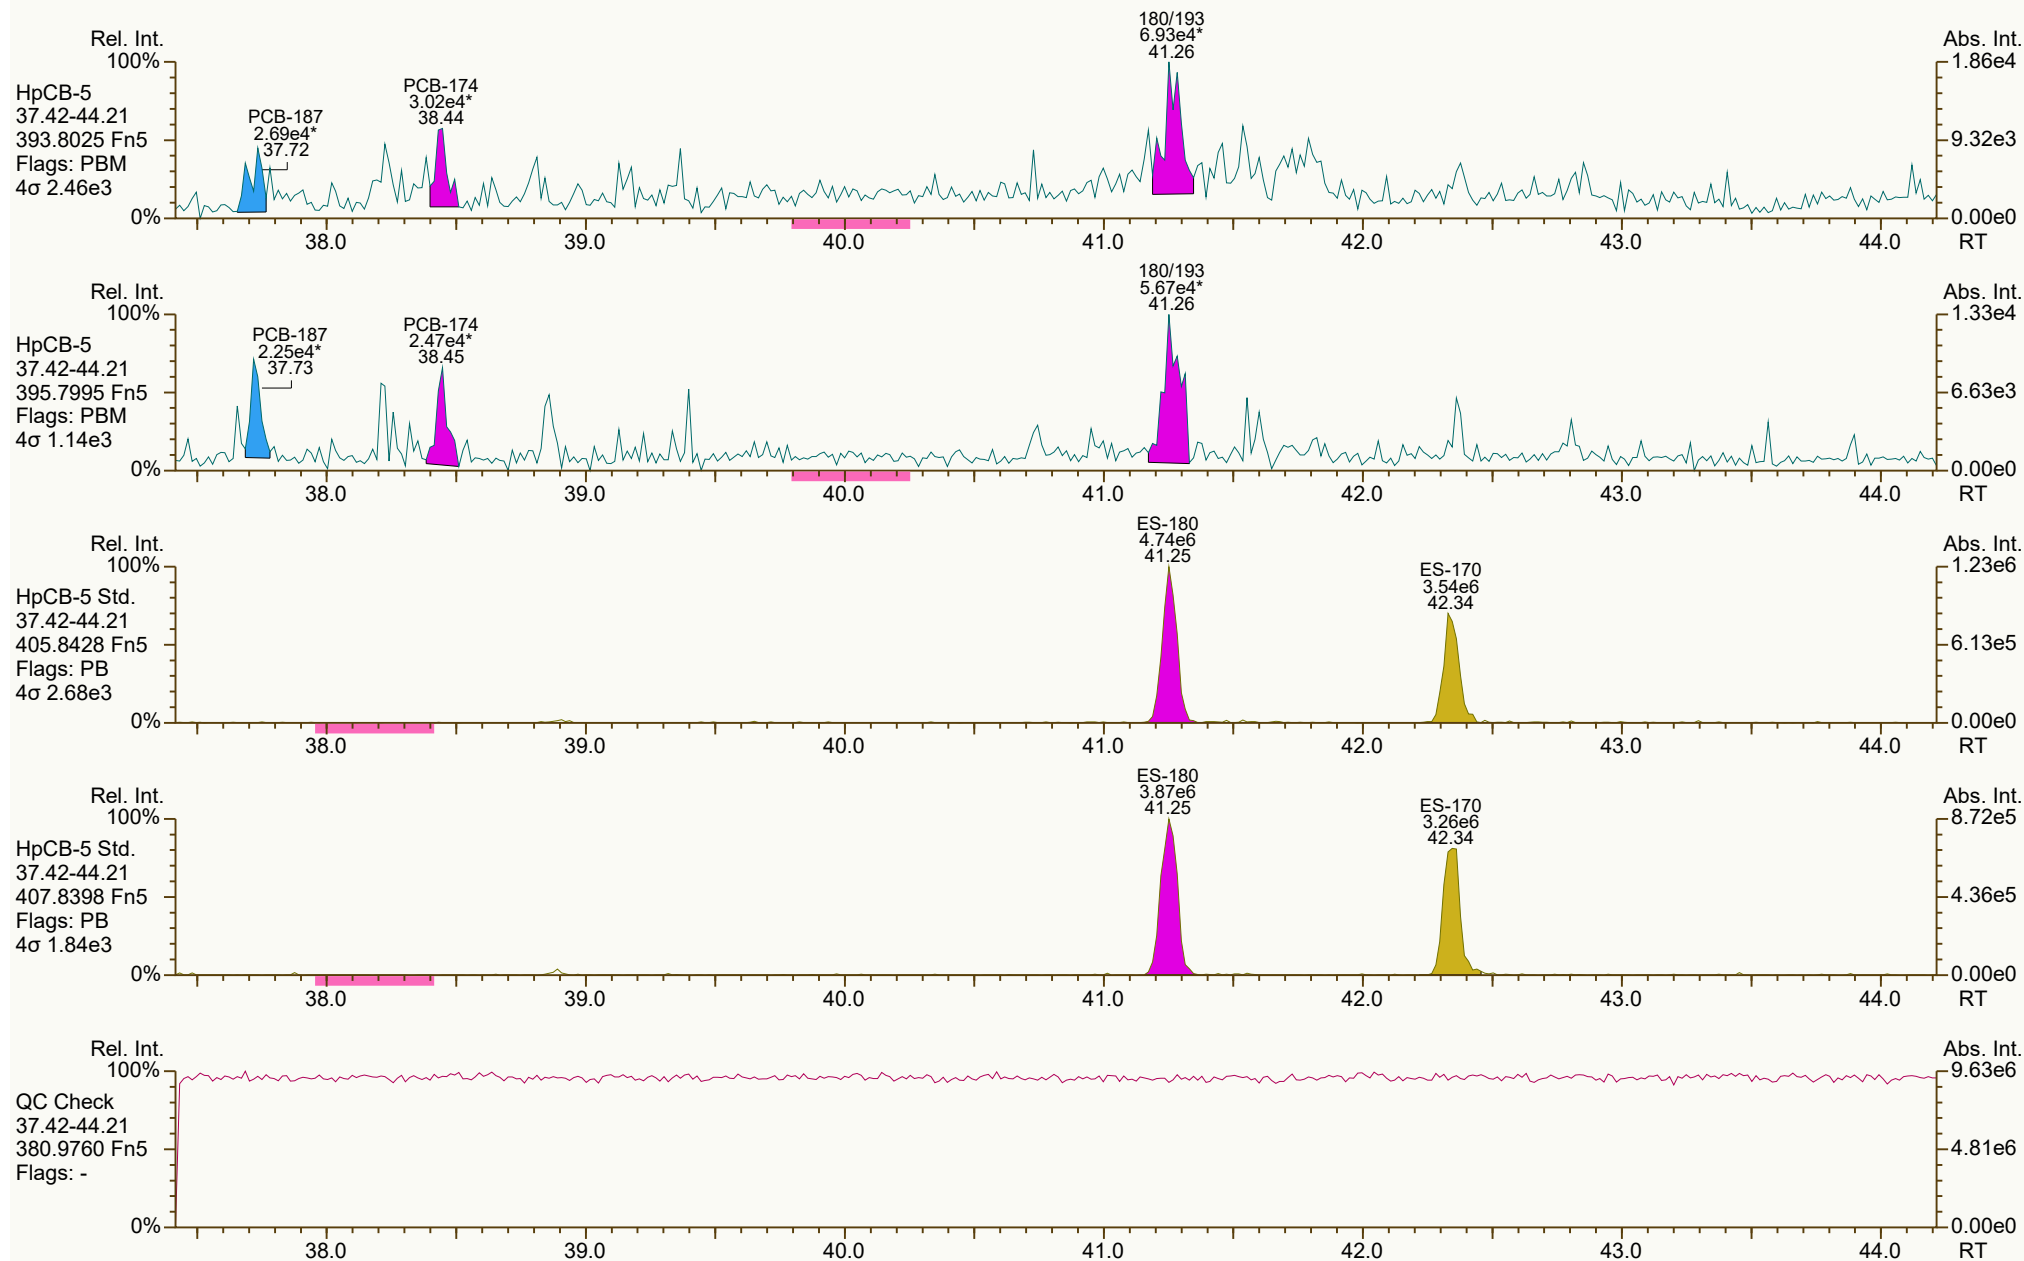 180/193
6.93e4*
41.26
Rel. Int.
Abs. Int.
100%
1.86e4
PCB-174
3.02e4*
38.44
HpCB-5
37.42-44.21
393.8025 Fn5
Flags: PBM
4σ 2.46e3
PCB-187
2.69e4*
37.72
9.32e3
0%
0.00e0
38.0 39.0 40.0 41.0 42.0 43.0 44.0 RT
180/193
5.67e4*
41.26
Rel. Int.
Abs. Int.
100%
1.33e4
PCB-187
2.25e4*
37.73
PCB-174
2.47e4*
38.45
HpCB-5
37.42-44.21
395.7995 Fn5
Flags: PBM
4σ 1.14e3
6.63e3
0%
0.00e0
38.0 39.0 40.0 41.0 42.0 43.0 44.0 RT
ES-180
4.74e6
41.25
Rel. Int.
Abs. Int.
100%
1.23e6
ES-170
3.54e6
42.34
HpCB-5 Std.
37.42-44.21
405.8428 Fn5
Flags: PB
4σ 2.68e3
6.13e5
0%
0.00e0
38.0 39.0 40.0 41.0 42.0 43.0 44.0 RT
ES-180
3.87e6
41.25
Rel. Int.
Abs. Int.
100%
8.72e5
ES-170
3.26e6
42.34
HpCB-5 Std.
37.42-44.21
407.8398 Fn5
Flags: PB
4σ 1.84e3
4.36e5
0%
0.00e0
38.0 39.0 40.0 41.0 42.0 43.0 44.0 RT
Rel. Int.
Abs. Int.
100%
9.63e6
QC Check
37.42-44.21
380.9760 Fn5
Flags: -
4.81e6
0%
0.00e0
38.0 39.0 40.0 41.0 42.0 43.0 44.0 RT